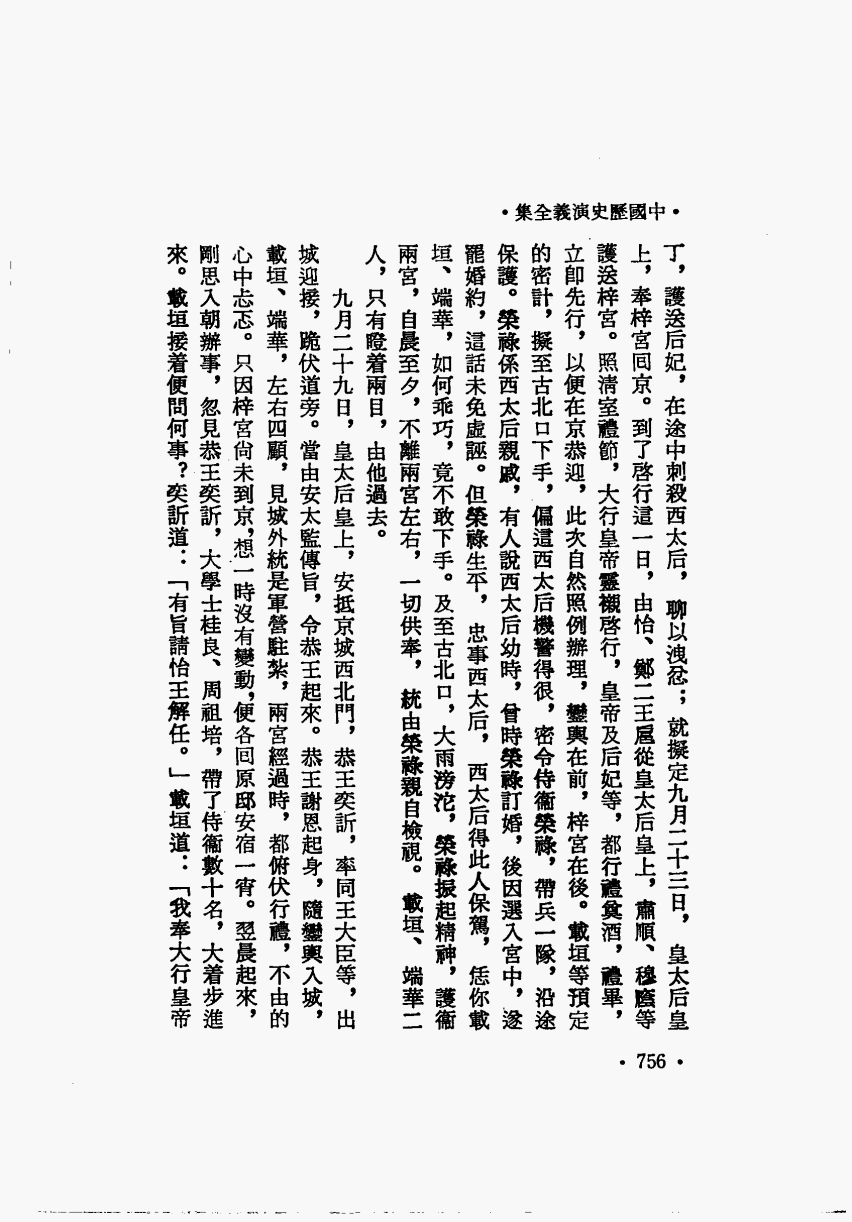 •中國歷史演義全集•
丁，護送后妃，在途中刺殺西太后，聊以洩忿；就擬定九月二十三日，皇太后皇
上，奉梓宮回京。到了啓行這一日，由怡、鄭二王扈從皇太后皇上，肅順、穆蔭等
護送梓宮。照淸室禮節，大行皇帝靈櫬啓行，皇帝及后妃等，都行禮奠酒，禮畢，
立卽先行，以便在京恭迎，此次自然照例辦理，鑾輿在前，梓宮在後。載垣等預定
的密計，擬至古北口下手，偏這西太后機警得很，密令侍衞榮祿，帶兵一隊，沿途
保護。榮祿係西太后親戚，有人說西太后幼時，曾時榮祿訂婚，後因選入宮中，遂
罷婚約，這話未免虛誣。但榮祿生平，忠事西太后，西太后得此人保駕，恁你載
垣、端華，如何乖巧，竟不敢下手。及至古北口，大雨滂沱，榮祿振起精神，護衞
兩宮，自晨至夕，不離兩宮左右，一切供奉，統由榮祿親自檢視。載垣、端華二
人，只有瞪着兩目，由他過去。
九月二十九日，皇太后皇上，安抵京城西北門，恭王奕訢，率同王大臣等，出
城迎接，跪伏道旁。當由安太監傳旨，令恭王起來。恭王謝恩起身，隨鑾輿入城，
載垣、端華，左右四顧，見城外統是軍營駐紮，兩宮經過時，都俯伏行禮，不由的
心中忐忑。只因梓宮尙未到京，想一時沒有變動，便各回原邸安宿一宵。翌晨起來，
剛思入朝辦事，忽見恭王奕訢，大學士桂良、周祖培，帶了侍衞數十名，大着步進
來。載垣接着便問何事？奕訢道：「有旨請怡王解任。」載垣道：「我奉大行皇帝
•756•